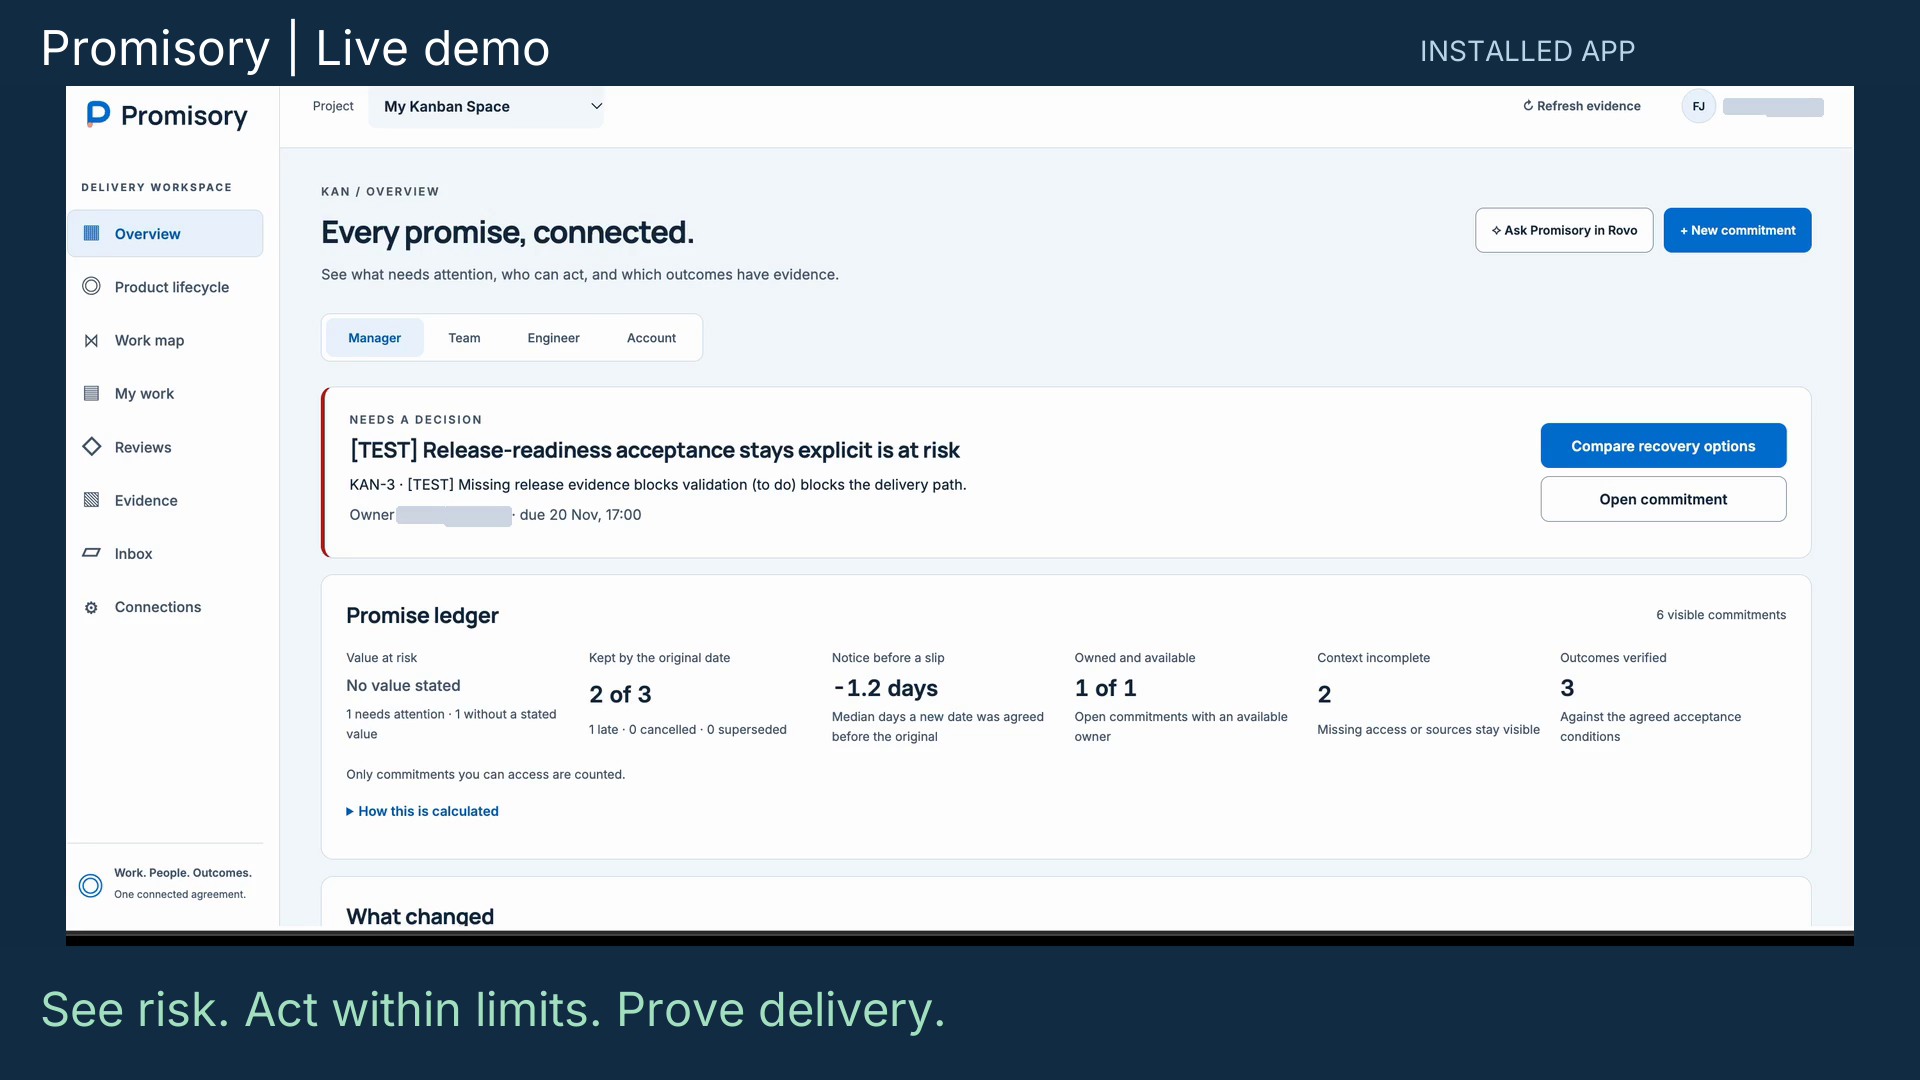 Promisory | Live demo
INSTALLED APP
Promisory
Project
My Kanban Space
Refresh evidence
FJ
DELIVERY WORKSPACE
Overview
Product lifecycle
Work map
My work
Reviews
Evidence
Inbox
Connections
Work. People. Outcomes.
One connected agreement.
KAN / OVERVIEW
Every promise, connected.
See what needs attention, who can act, and which outcomes have evidence.
Ask Promisory in Rovo
+ New commitment
Manager
Team
Engineer
Account
NEEDS A DECISION
[TEST] Release-readiness acceptance stays explicit is at risk
KAN-3 · [TEST] Missing release evidence blocks validation (to do) blocks the delivery path.
Owner · due 20 Nov, 17:00
Compare recovery options
Open commitment
Promise ledger
6 visible commitments
Value at risk
No value stated
1 needs attention · 1 without a stated
value
Kept by the original date
2 of 3
1 late · 0 cancelled · 0 superseded
Notice before a slip
-1.2 days
Median days a new date was agreed
before the original
Owned and available
1 of 1
Open commitments with an available
owner
Context incomplete
2
Missing access or sources stay visible
Outcomes verified
3
Against the agreed acceptance
conditions
Only commitments you can access are counted.
How this is calculated
What changed
See risk. Act within limits. Prove delivery.